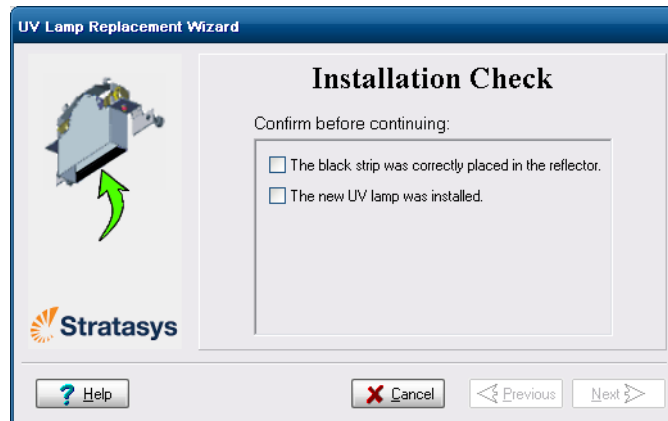 UV Lamp Replacement Wizard
Installation Check
Confirm before continuing:
The black strip was correctly placed in the reflector.
The new UV lamp was installed.
Stratasys
? Help
Cancel
Previous
Next